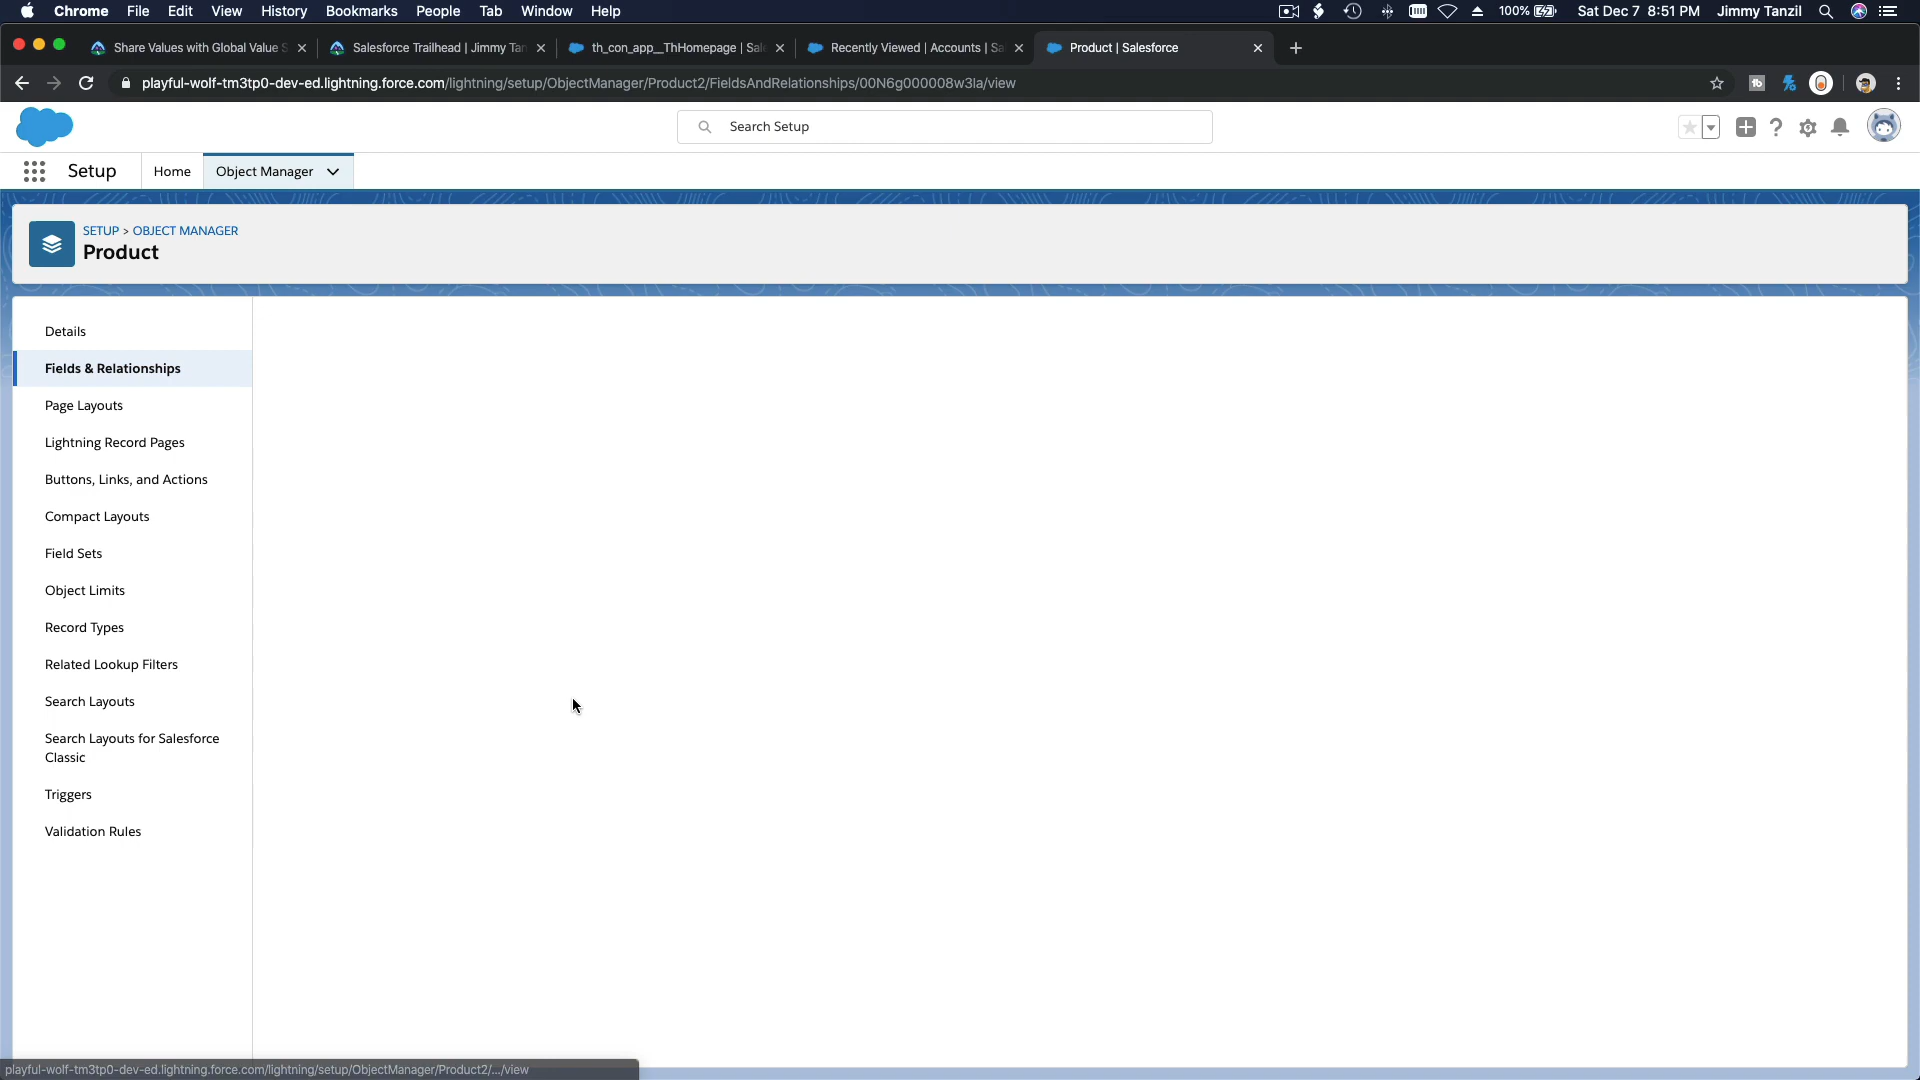 Chrome File Edit View History Bookmarks People Tab Window Help 100% Sat Dec 7 8:51 PM Jimmy Tanzil
Share Values with Global Value S
Salesforce Trailhead | Jimmy Tan
th_con_app__ThHomepage | Sale
Recently Viewed | Accounts | Sa
Product | Salesforce
playful-wolf-tm3tp0-dev-ed.lightning.force.com/lightning/setup/ObjectManager/Product2/FieldsAndRelationships/00N6g000008w3la/view
Search Setup
Setup Home Object Manager
SETUP > OBJECT MANAGER
Product
Details
Fields & Relationships
Page Layouts
Lightning Record Pages
Buttons, Links, and Actions
Compact Layouts
Field Sets
Object Limits
Record Types
Related Lookup Filters
Search Layouts
Search Layouts for Salesforce
Classic
Triggers
Validation Rules
playful-wolf-tm3tp0-dev-ed.lightning.force.com/lightning/setup/ObjectManager/Product2/.../view